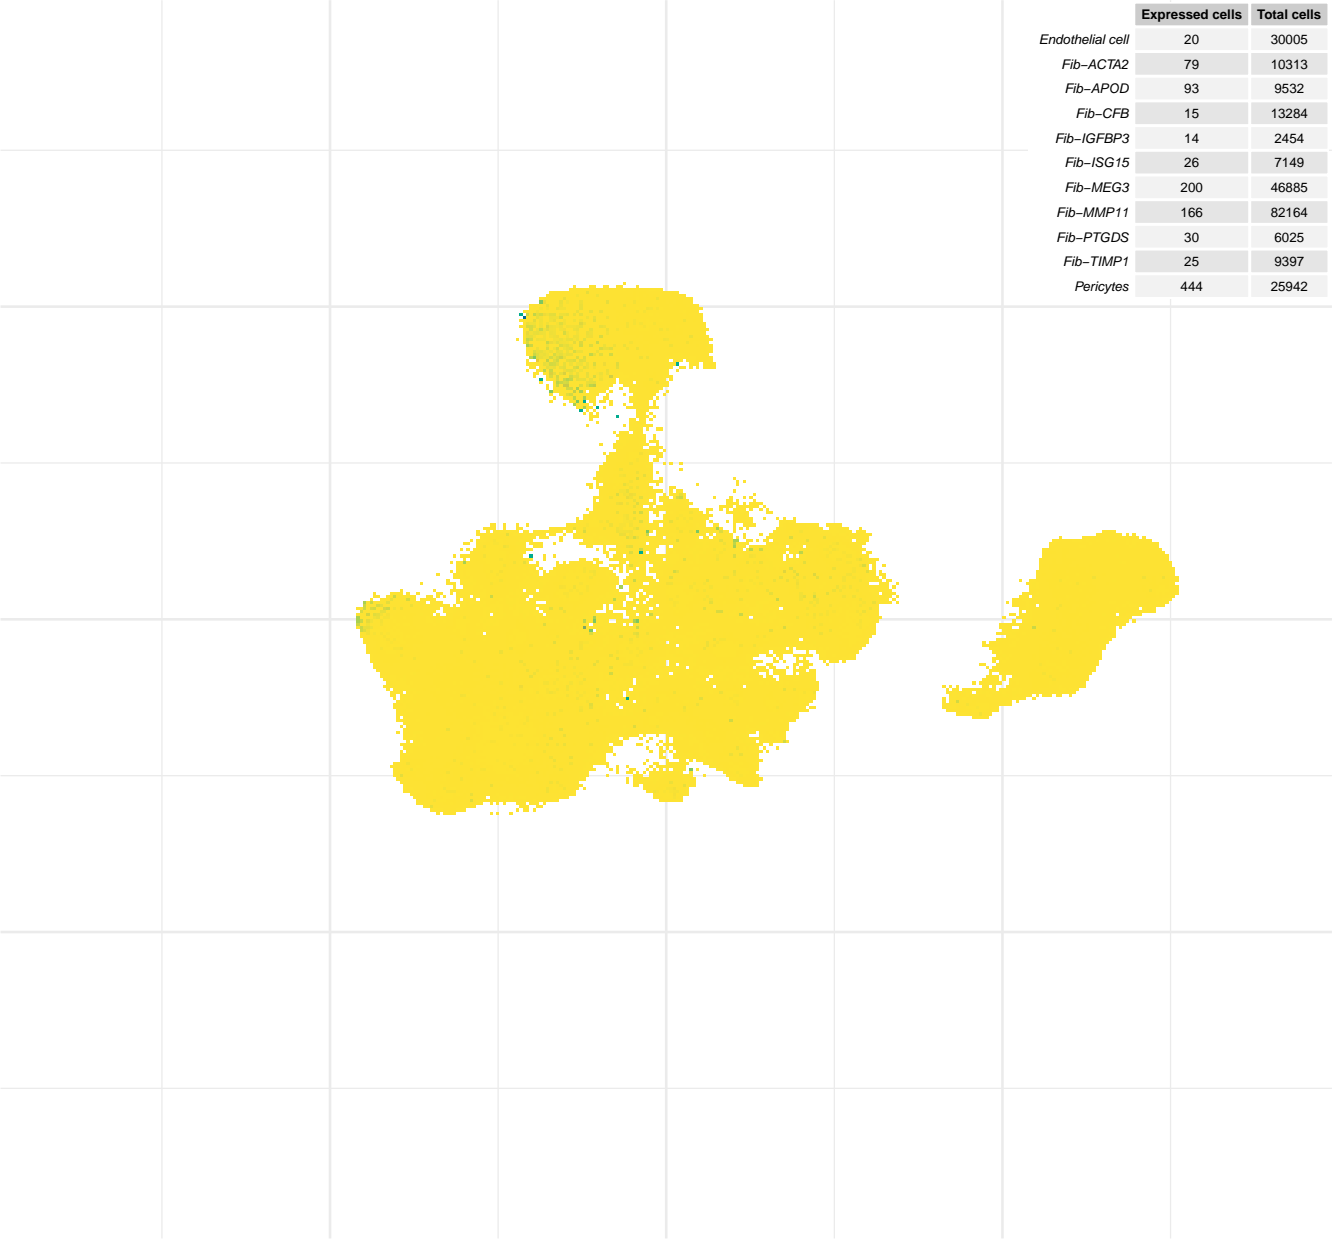 Expressed cells Total cells
Endothelial cell 20 30005
Fib−ACTA2 79 10313
Fib−APOD 93 9532
Fib−CFB 15 13284
Fib−IGFBP3 14 2454
Fib−ISG15 26 7149
Fib−MEG3 200 46885
Fib−MMP11 166 82164
Fib−PTGDS 30 6025
Fib−TIMP1 25 9397
Pericytes 444 25942